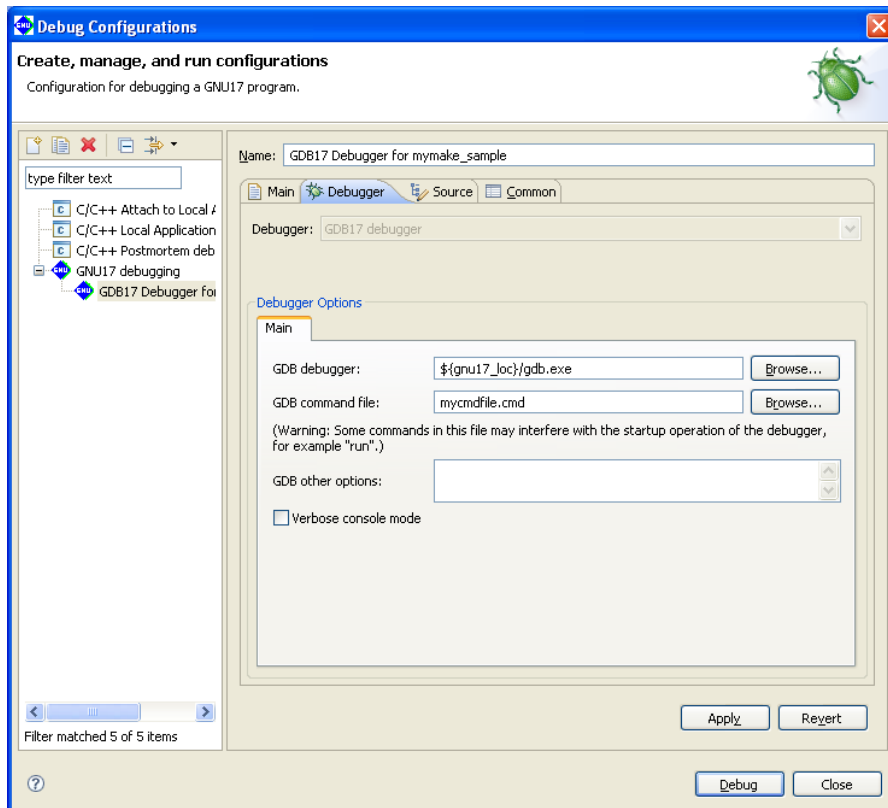 GNU Debug Configurations
Create, manage, and run configurations
Configuration for debugging a GNU17 program.
type filter text
C/C++ Attach to Local A
C/C++ Local Application
C/C++ Postmortem deb
GNU17 debugging
GDB17 Debugger for
Filter matched 5 of 5 items
Name: GDB17 Debugger for mymake_sample
Main Debugger Source Common
Debugger: GDB17 debugger
Debugger Options
Main
GDB debugger: ${gnu17_loc}/gdb.exe Browse...
GDB command file: mycmdfile.cmd Browse...
(Warning: Some commands in this file may interfere with the startup operation of the debugger,
for example "run".)
GDB other options:
Verbose console mode
Apply Revert
Debug Close